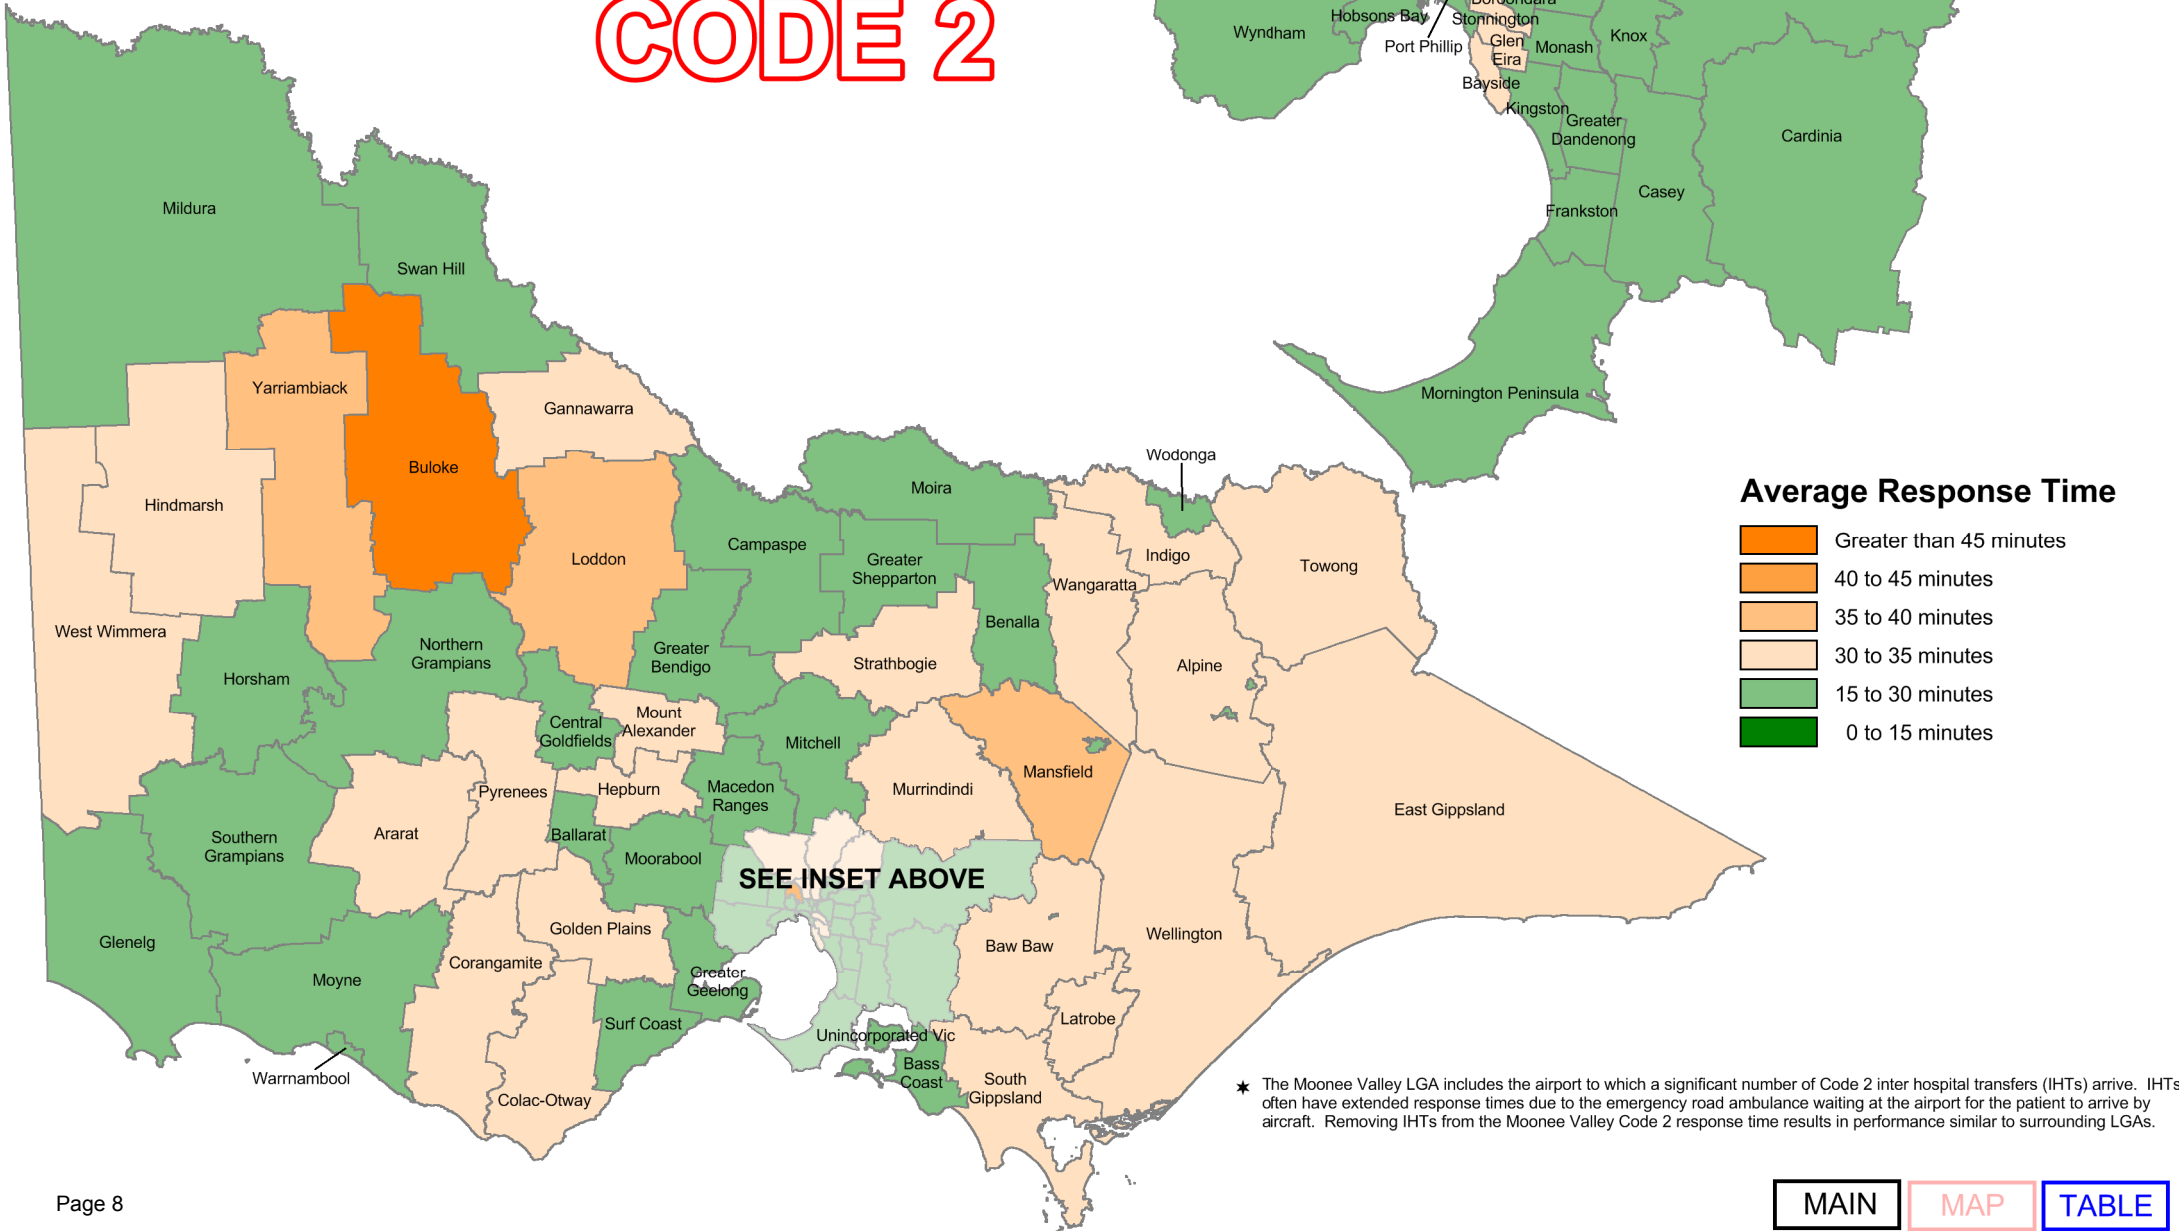 CODE 2
Boroondara
Hobsons Bay
Stonnington
Wyndham
Port Phillip
Glen
Eira
Monash
Knox
Bayside
Kingston
Greater
Dandenong
Cardinia
Casey
Frankston
Mornington Peninsula
Mildura
Swan Hill
Yarriambiack
Gannawarra
Buloke
Hindmarsh
Loddon
Campaspe
Moira
Greater
Shepparton
Wodonga
Indigo
Wangaratta
Towong
Benalla
West Wimmera
Horsham
Northern
Grampians
Greater
Bendigo
Strathbogie
Alpine
Central
Goldfields
Mount
Alexander
Mitchell
Mansfield
Murrindindi
Macedon
Ranges
Hepburn
Pyrenees
Ararat
Ballarat
Moorabool
Southern
Grampians
East Gippsland
SEE INSET ABOVE
Glenelg
Moyne
Golden Plains
Corangamite
Greater
Geelong
Surf Coast
Baw Baw
Wellington
Latrobe
Unincorporated Vic
Bass
Coast
South
Gippsland
Warrnambool
Colac-Otway
Average Response Time
Greater than 45 minutes
40 to 45 minutes
35 to 40 minutes
30 to 35 minutes
15 to 30 minutes
0 to 15 minutes
★ The Moonee Valley LGA includes the airport to which a significant number of Code 2 inter hospital transfers (IHTs) arrive. IHTs
often have extended response times due to the emergency road ambulance waiting at the airport for the patient to arrive by
aircraft. Removing IHTs from the Moonee Valley Code 2 response time results in performance similar to surrounding LGAs.
Page 8
MAIN
MAP
TABLE